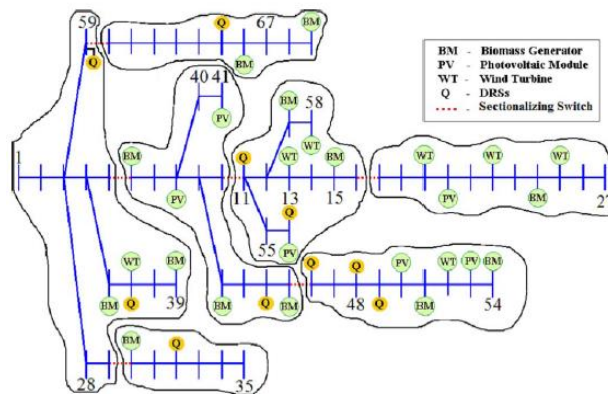 59
Q
Q
67
BM
BM
BM - Biomass Generator
PV - Photovoltaic Module
WT - Wind Turbine
Q - DRSs
Sectionalizing Switch
40 41
PV
BM
58
WT
WT
BM
1
BM
PV
Q
11
13
15
WT
WT
WT
PV
BM
27
Q
55
PV
WT
BM
BM
Q
39
BM
Q
BM
Q
Q
48
Q
PV
WT
PV
BM
BM
54
BM
Q
28
35